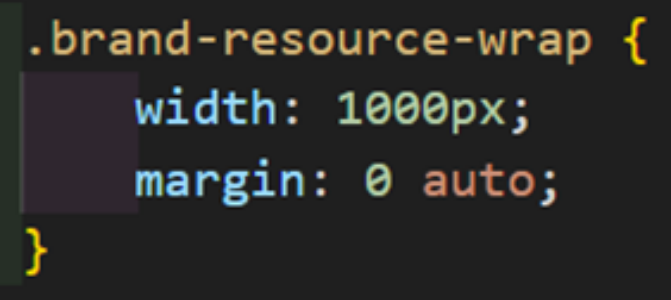 .brand-resource-wrap {
    width: 1000px;
    margin: 0 auto;
}